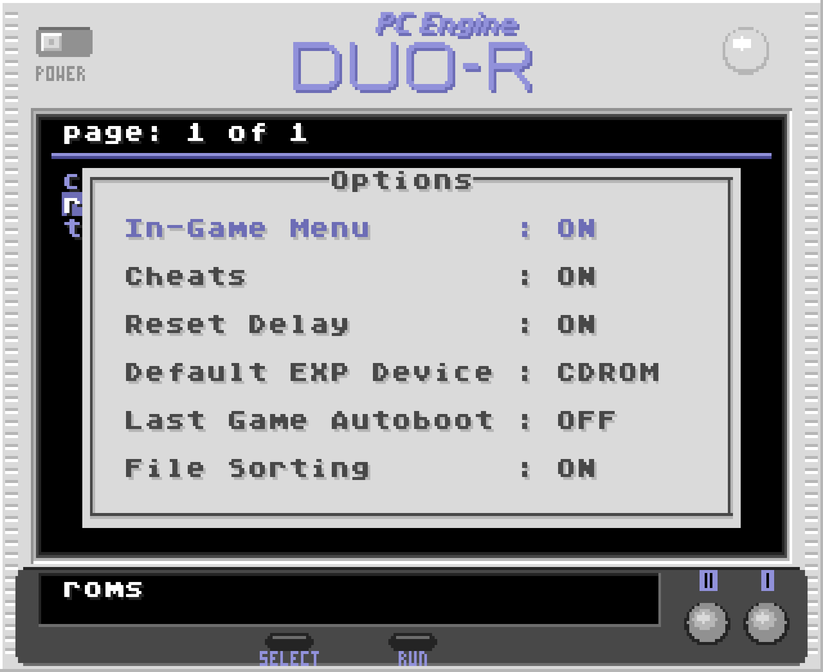 PC Engine
DUO-R
POWER
page: 1 of 1
c
Options
r
In-Game Menu : ON
t
Cheats : ON
Reset Delay : ON
Default EXP Device : CDROM
Last Game Autoboot : OFF
File Sorting : ON
roms
II I
SELECT RUN